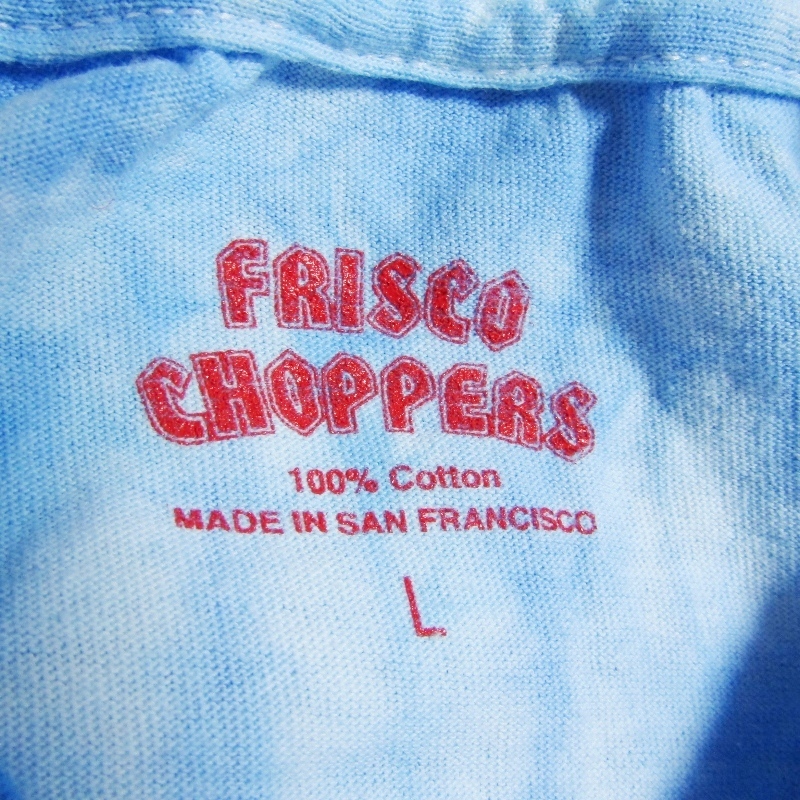 FRISCO
CHOPPERS
100% Cotton
MADE IN SAN FRANCISCO
L